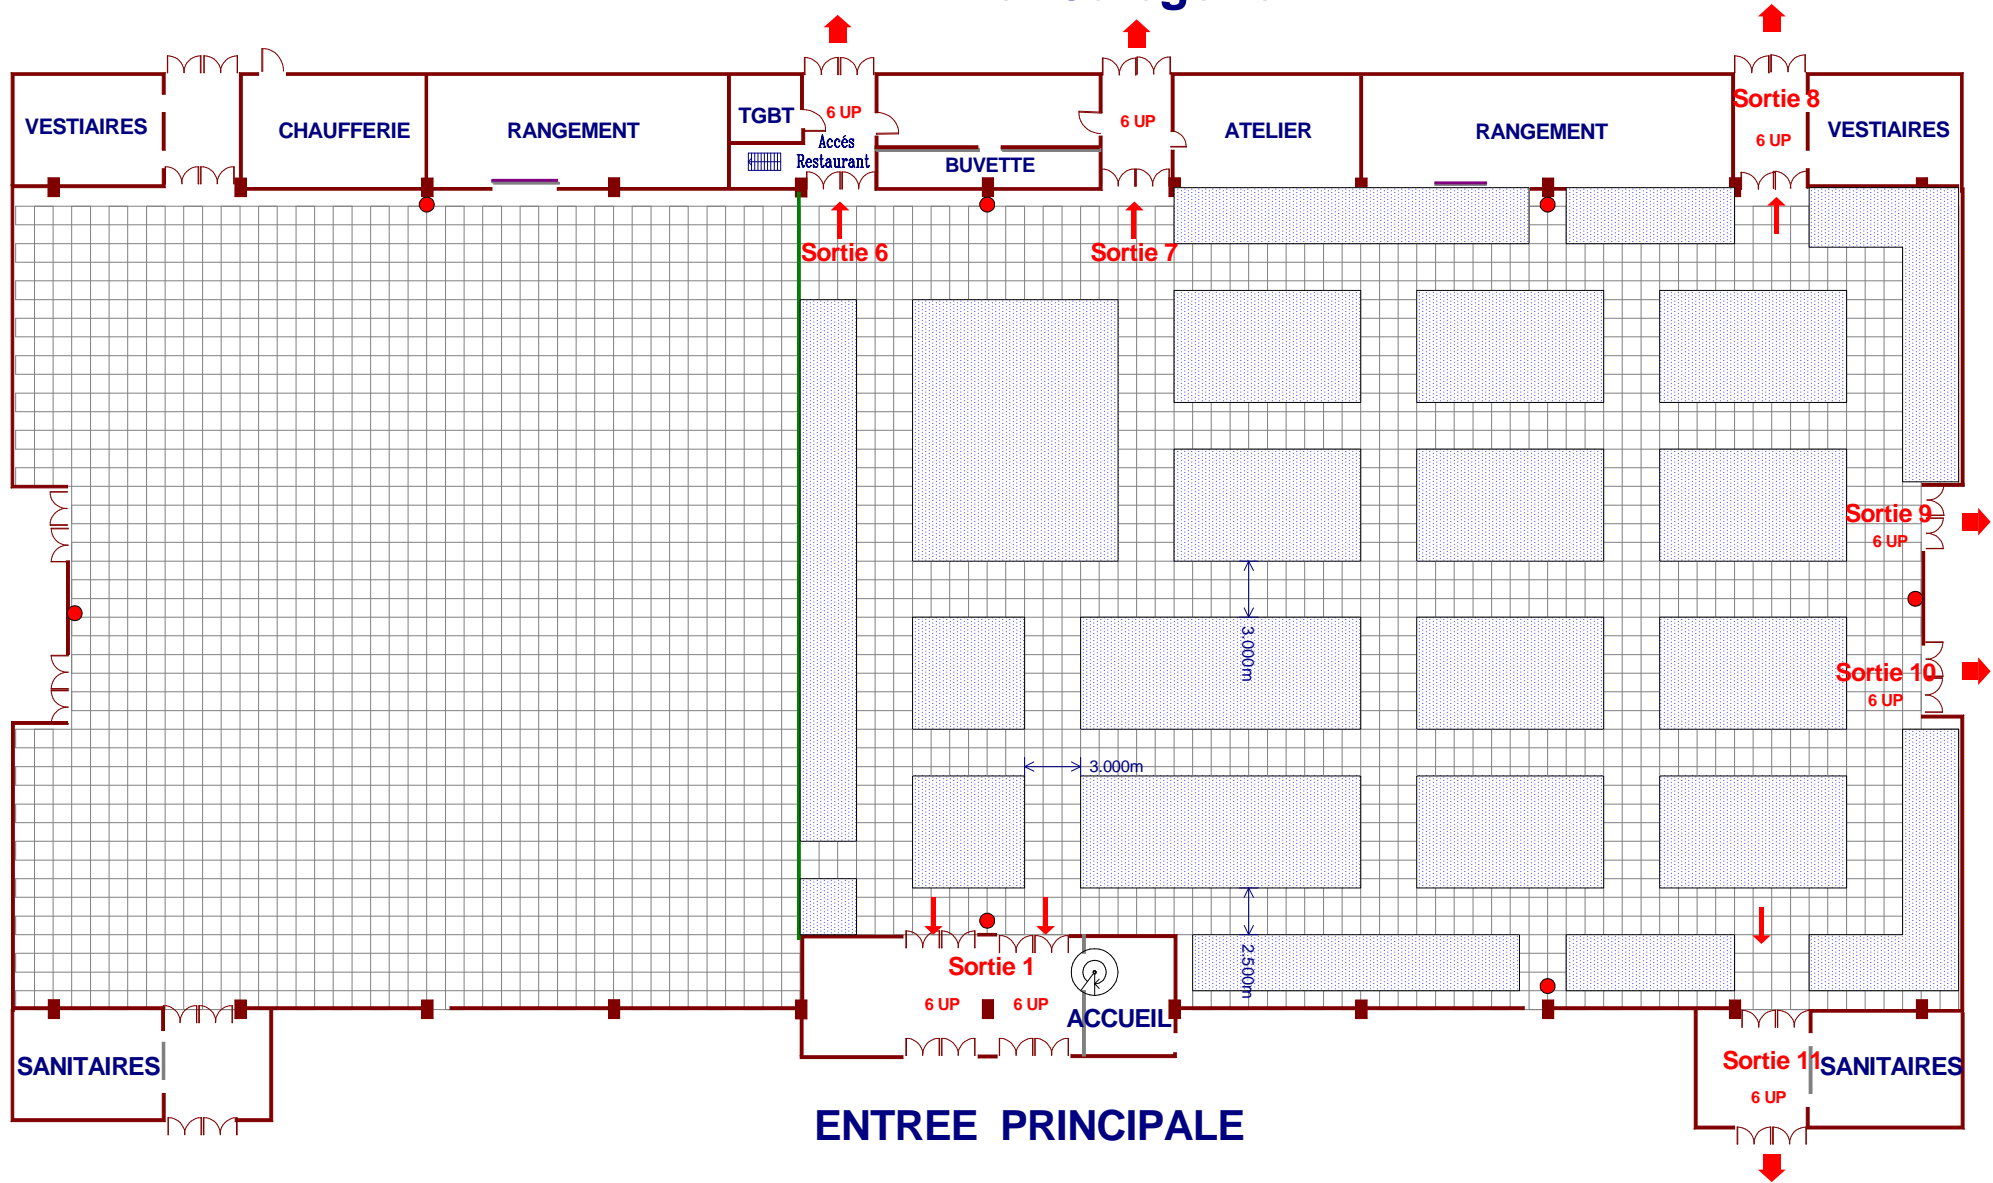 VESTIAIRES
CHAUFFERIE
RANGEMENT
TGBT
6 UP
Accés
Restaurant
BUVETTE
6 UP
ATELIER
RANGEMENT
Sortie 8
6 UP
VESTIAIRES
Sortie 6
Sortie 7
Sortie 9
6 UP
3.000m
Sortie 10
6 UP
3.000m
2.500m
Sortie 1
6 UP
6 UP
ACCUEIL
SANITAIRES
Sortie 11
6 UP
SANITAIRES
ENTREE PRINCIPALE